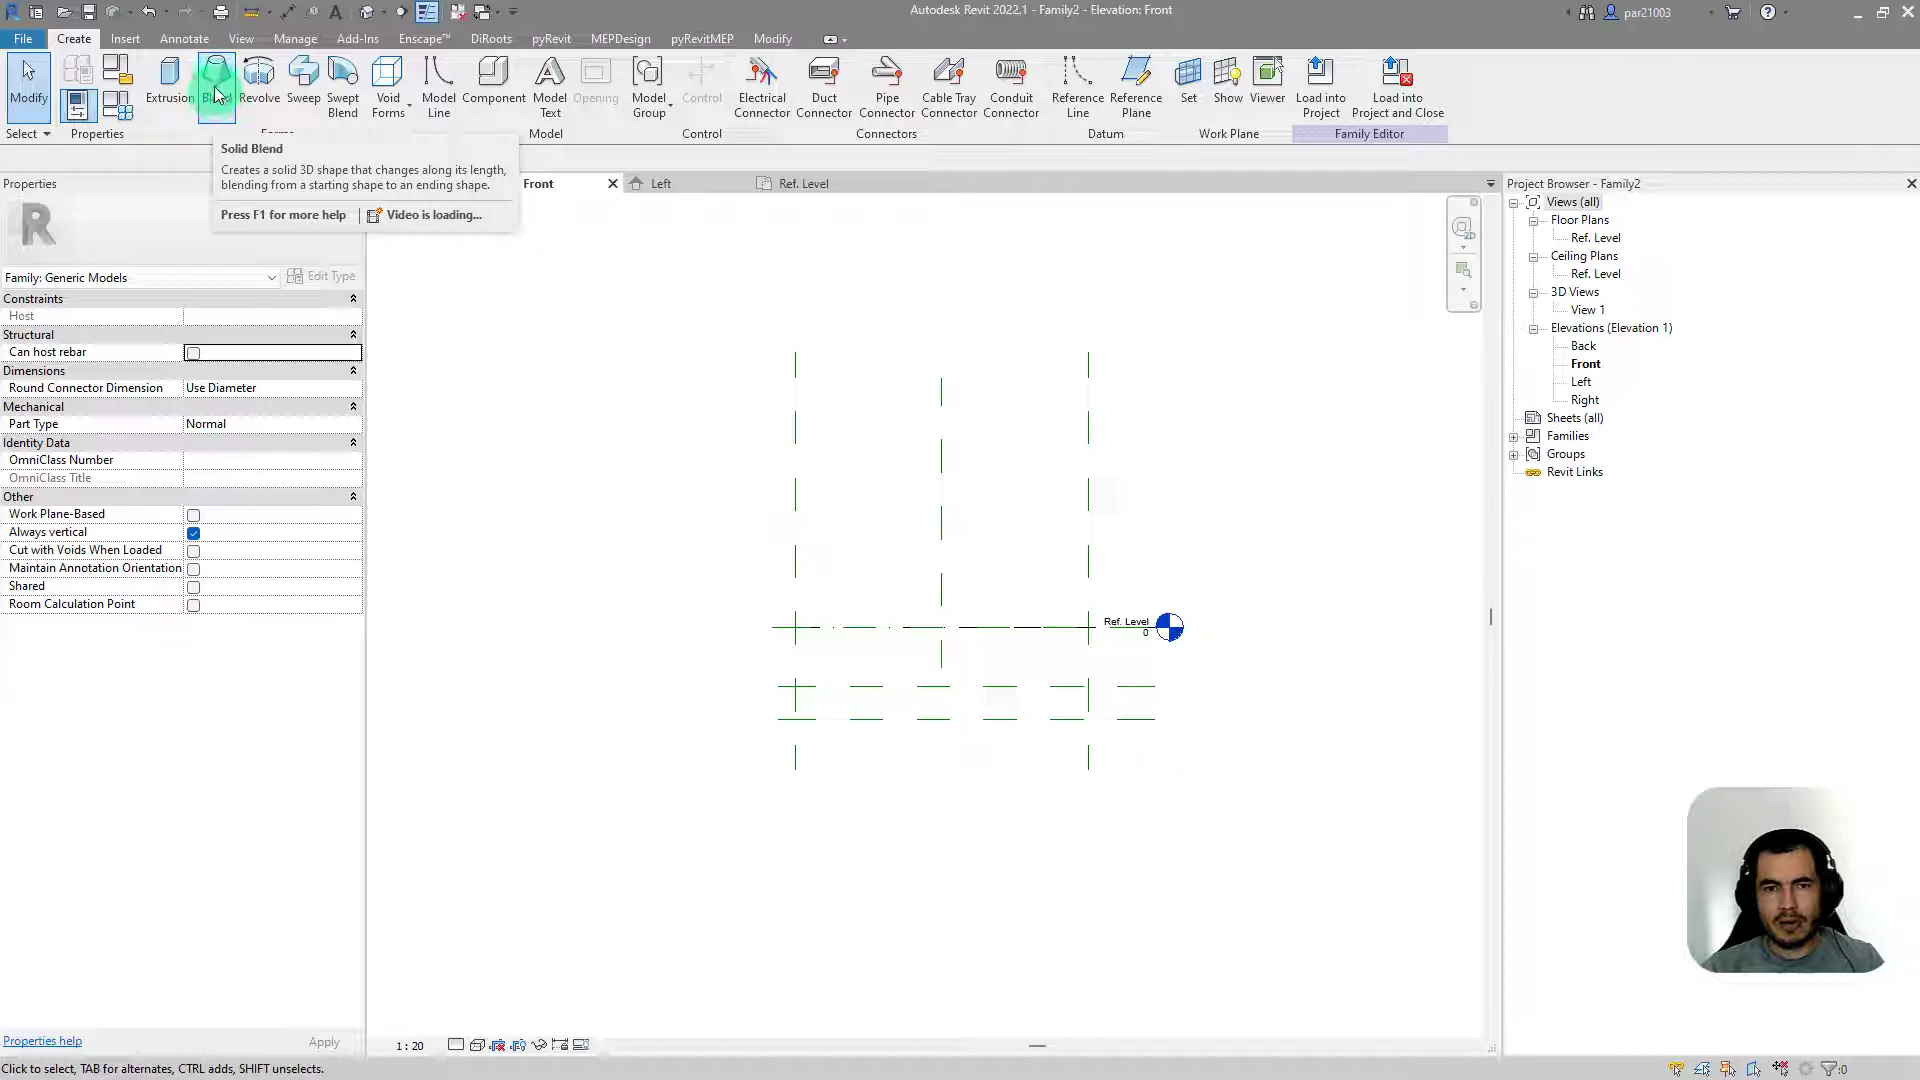 Autodesk Revit 2022.1 - Family2 - Elevation: Front
par21003
File Create Insert Annotate View Manage Add-Ins Enscape™ DiRoots pyRevit MEPDesign pyRevitMEP Modify
Modify Extrusion Blend Revolve Sweep Swept Blend Void Forms Model Line Component Model Text Opening Model Group Control Electrical Connector Duct Connector Pipe Connector Cable Tray Connector Conduit Connector Reference Line Reference Plane Set Show Viewer Load into Project Load into Project and Close
Select Properties Forms Model Control Connectors Datum Work Plane Family Editor
Solid Blend
Creates a solid 3D shape that changes along its length,
blending from a starting shape to an ending shape.
Press F1 for more help Video is loading...
Front Left Ref. Level
Properties
Family: Generic Models Edit Type
Constraints
Host
Structural
Can host rebar
Dimensions
Round Connector Dimension Use Diameter
Mechanical
Part Type Normal
Identity Data
OmniClass Number
OmniClass Title
Other
Work Plane-Based
Always vertical
Cut with Voids When Loaded
Maintain Annotation Orientation
Shared
Room Calculation Point
Properties help Apply
2D
Ref. Level
0
1 : 20
Project Browser - Family2
Views (all)
Floor Plans
Ref. Level
Ceiling Plans
Ref. Level
3D Views
View 1
Elevations (Elevation 1)
Back
Front
Left
Right
Sheets (all)
Families
Groups
Revit Links
Click to select, TAB for alternates, CTRL adds, SHIFT unselects.
:0